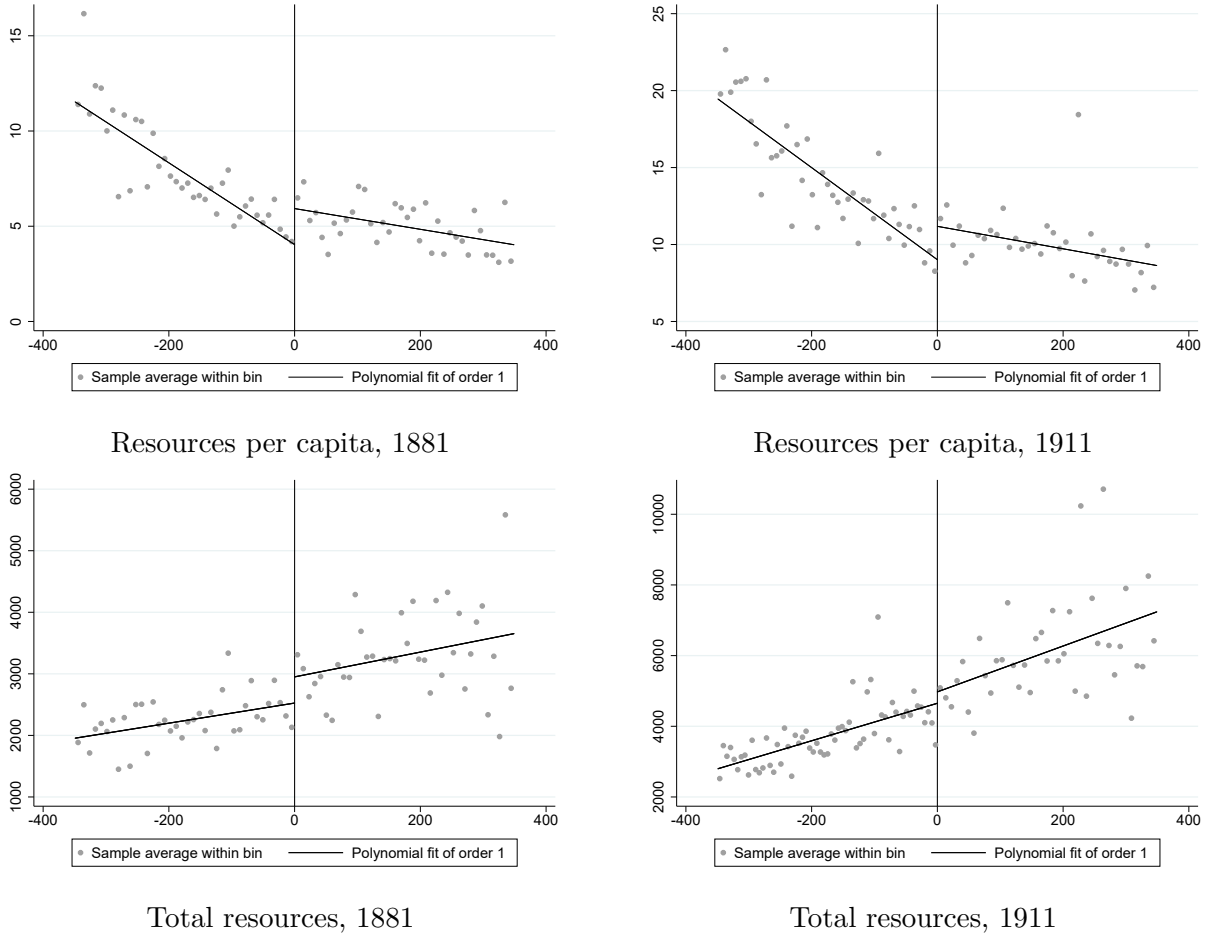 15
10
5
0
-400 -200 0 200 400
Sample average within bin Polynomial fit of order 1
Resources per capita, 1881
25
20
15
10
5
-400 -200 0 200 400
Sample average within bin Polynomial fit of order 1
Resources per capita, 1911
6000
5000
4000
3000
2000
1000
-400 -200 0 200 400
Sample average within bin Polynomial fit of order 1
Total resources, 1881
10000
8000
6000
4000
2000
-400 -200 0 200 400
Sample average within bin Polynomial fit of order 1
Total resources, 1911